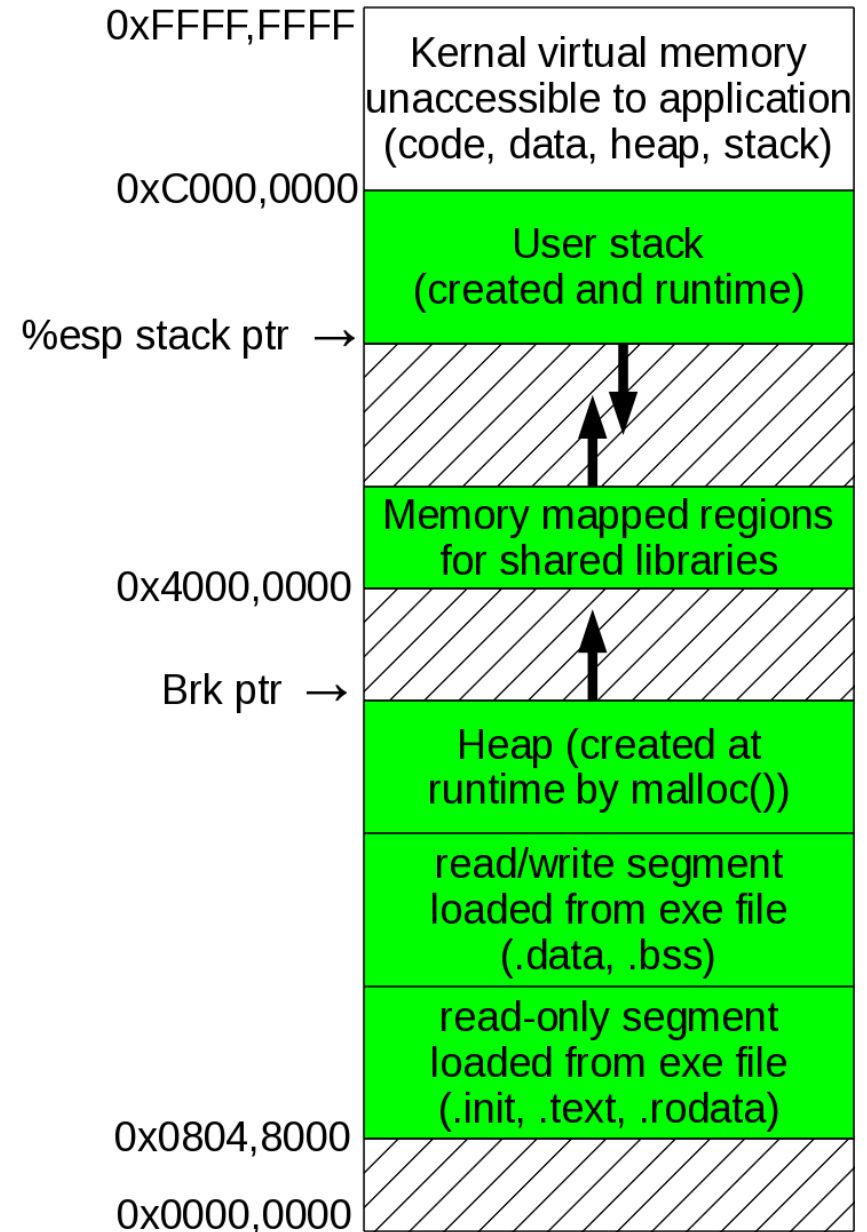 0xFFFF,FFFF
Kernal virtual memory
unaccessible to application
(code, data, heap, stack)
0xC000,0000
User stack
(created and runtime)
%esp stack ptr →
Memory mapped regions
for shared libraries
0x4000,0000
Brk ptr →
Heap (created at
runtime by malloc())
read/write segment
loaded from exe file
(.data, .bss)
read-only segment
loaded from exe file
(.init, .text, .rodata)
0x0804,8000
0x0000,0000